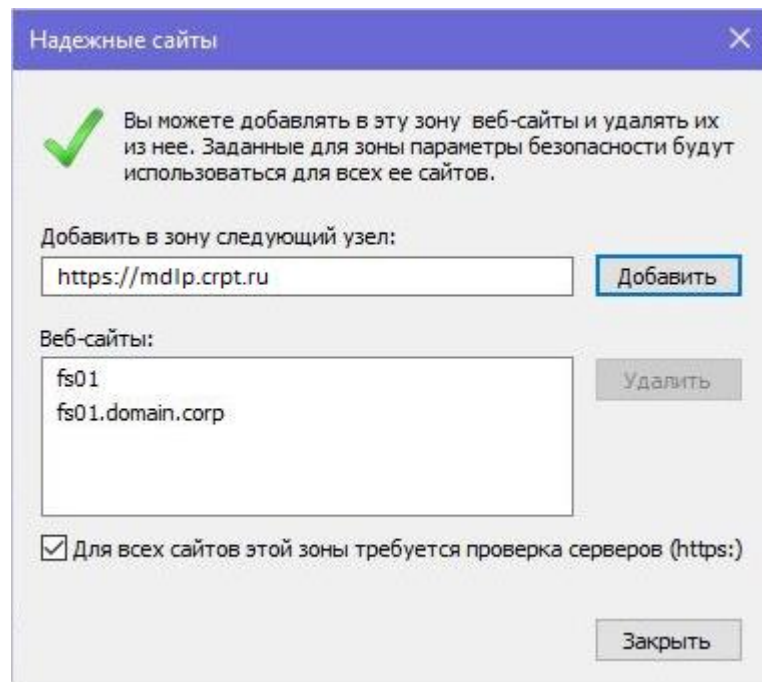 Надежные сайты
Вы можете добавлять в эту зону веб-сайты и удалять их
из нее. Заданные для зоны параметры безопасности будут
использоваться для всех ее сайтов.
Добавить в зону следующий узел:
https://mdlp.crpt.ru
Добавить
Веб-сайты:
fs01
fs01.domain.corp
Удалить
Для всех сайтов этой зоны требуется проверка серверов (https:)
Закрыть